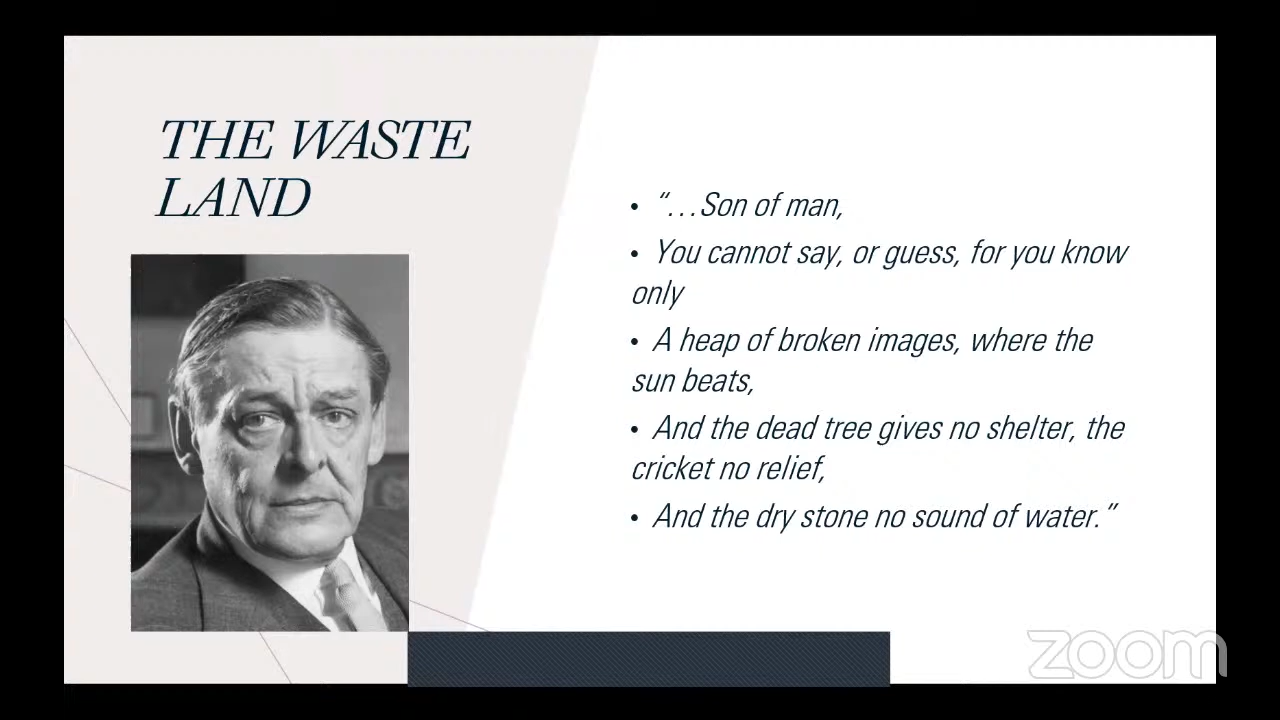 THE WASTE
LAND
• “…Son of man,
• You cannot say, or guess, for you know
only
• A heap of broken images, where the
sun beats,
• And the dead tree gives no shelter, the
cricket no relief,
• And the dry stone no sound of water.”
zoom